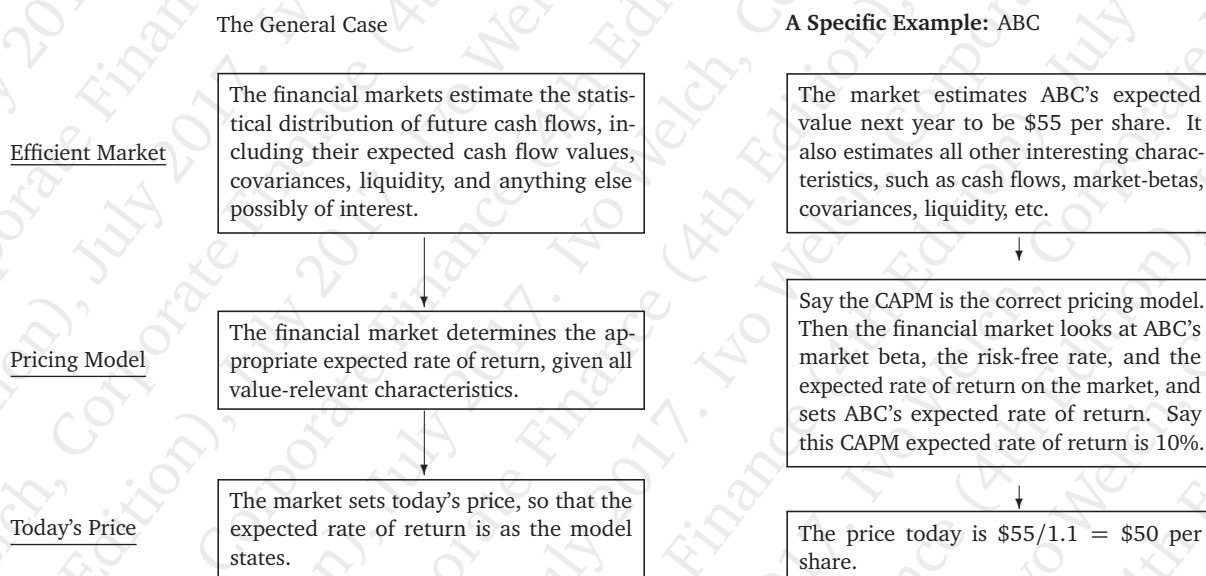 The General Case
A Specific Example: ABC
Efficient Market
The financial markets estimate the statis-
tical distribution of future cash flows, in-
cluding their expected cash flow values,
covariances, liquidity, and anything else
possibly of interest.
The market estimates ABC's expected
value next year to be $55 per share. It
also estimates all other interesting charac-
teristics, such as cash flows, market-betas,
covariances, liquidity, etc.
Pricing Model
The financial market determines the ap-
propriate expected rate of return, given all
value-relevant characteristics.
Say the CAPM is the correct pricing model.
Then the financial market looks at ABC's
market beta, the risk-free rate, and the
expected rate of return on the market, and
sets ABC's expected rate of return. Say
this CAPM expected rate of return is 10%.
Today's Price
The market sets today's price, so that the
expected rate of return is as the model
states.
The price today is $55/1.1 = $50 per
share.